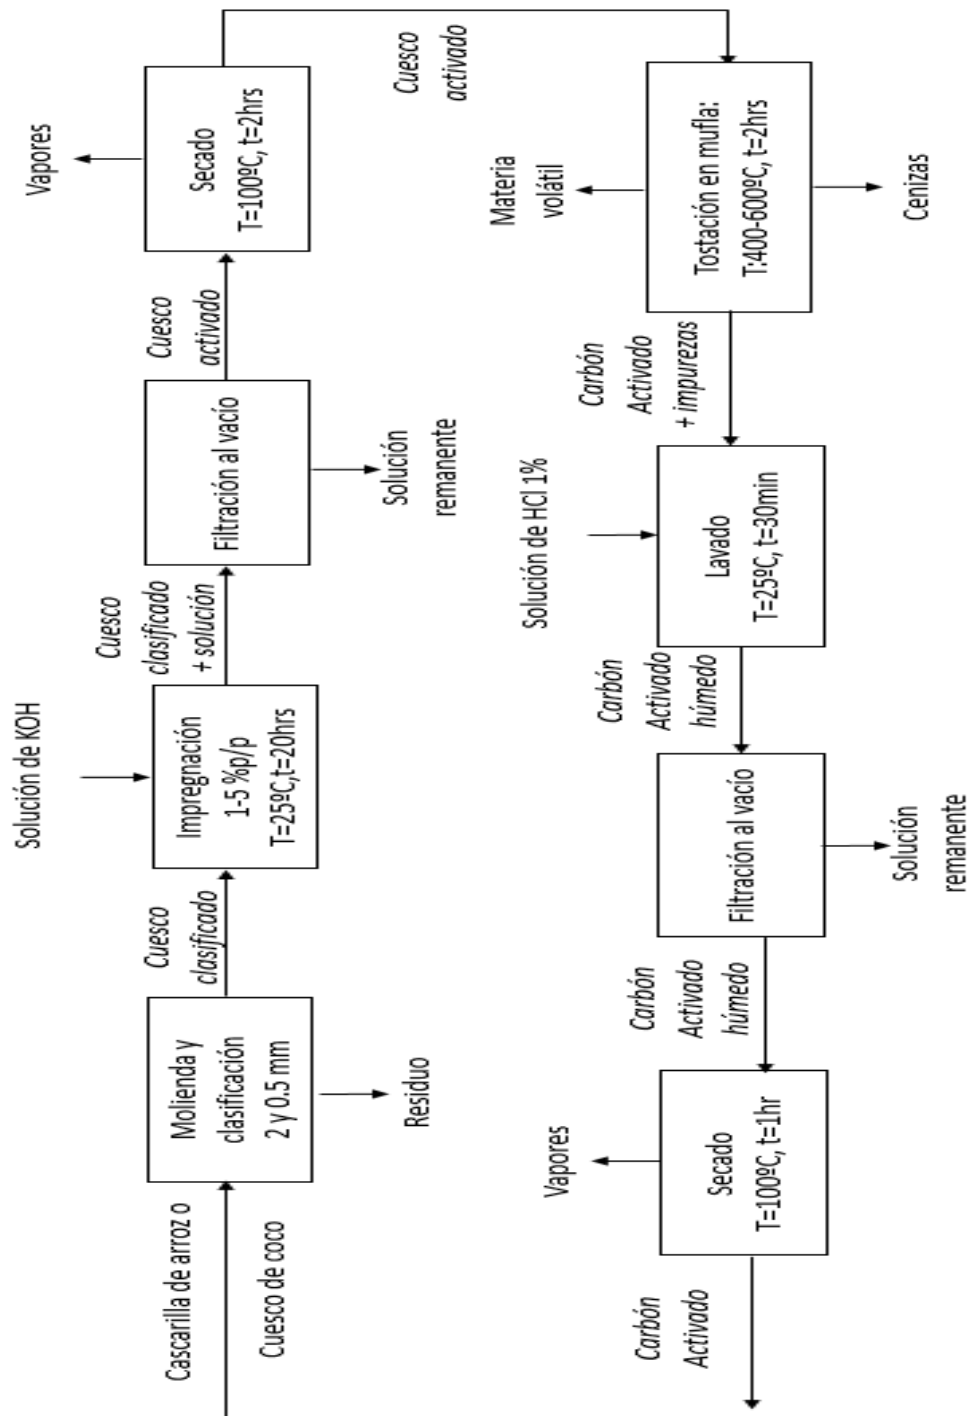 Cascarilla de arroz o
Cuesco de coco
Molienda y
clasificación
2 y 0.5 mm
Residuo
Cuesco
clasificado
Solución de KOH
Impregnación
1-5 %p/p
T=25ºC,t=20hrs
Cuesco
clasificado
+ solución
Filtración al vacío
Solución
remanente
Cuesco
activado
Secado
T=100ºC, t=2hrs
Vapores
Cuesco
activado
Tostación en mufla:
T:400-600ºC, t=2hrs
Materia
volátil
Cenizas
Carbón
Activado
+ impurezas
Solución de HCl 1%
Lavado
T=25ºC, t=30min
Carbón
Activado
húmedo
Filtración al vacío
Solución
remanente
Carbón
Activado
húmedo
Secado
T=100ºC, t=1hr
Vapores
Carbón
Activado